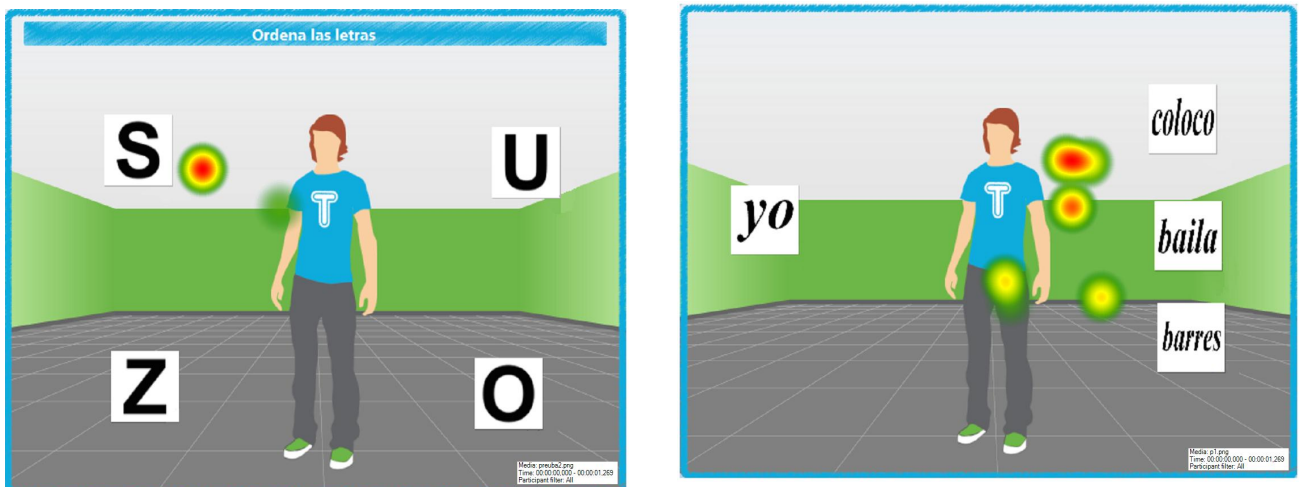 Ordena las letras
S
U
T
Z
O
Media: preuba2.png
Time: 00:00:00,000 - 00:00:01,269
Participant filter: All
coloco
T
yo
baila
barres
Media: p1.png
Time: 00:00:00,000 - 00:00:01,269
Participant filter: All